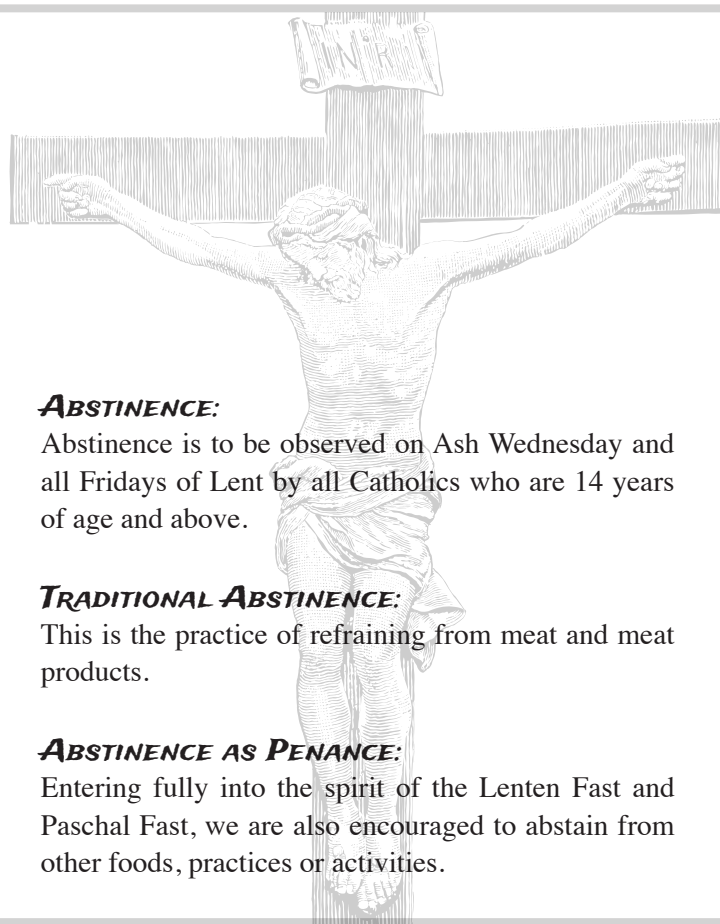 INRI
Abstinence:
Abstinence is to be observed on Ash Wednesday and
all Fridays of Lent by all Catholics who are 14 years
of age and above.
Traditional Abstinence:
This is the practice of refraining from meat and meat
products.
Abstinence as Penance:
Entering fully into the spirit of the Lenten Fast and
Paschal Fast, we are also encouraged to abstain from
other foods, practices or activities.